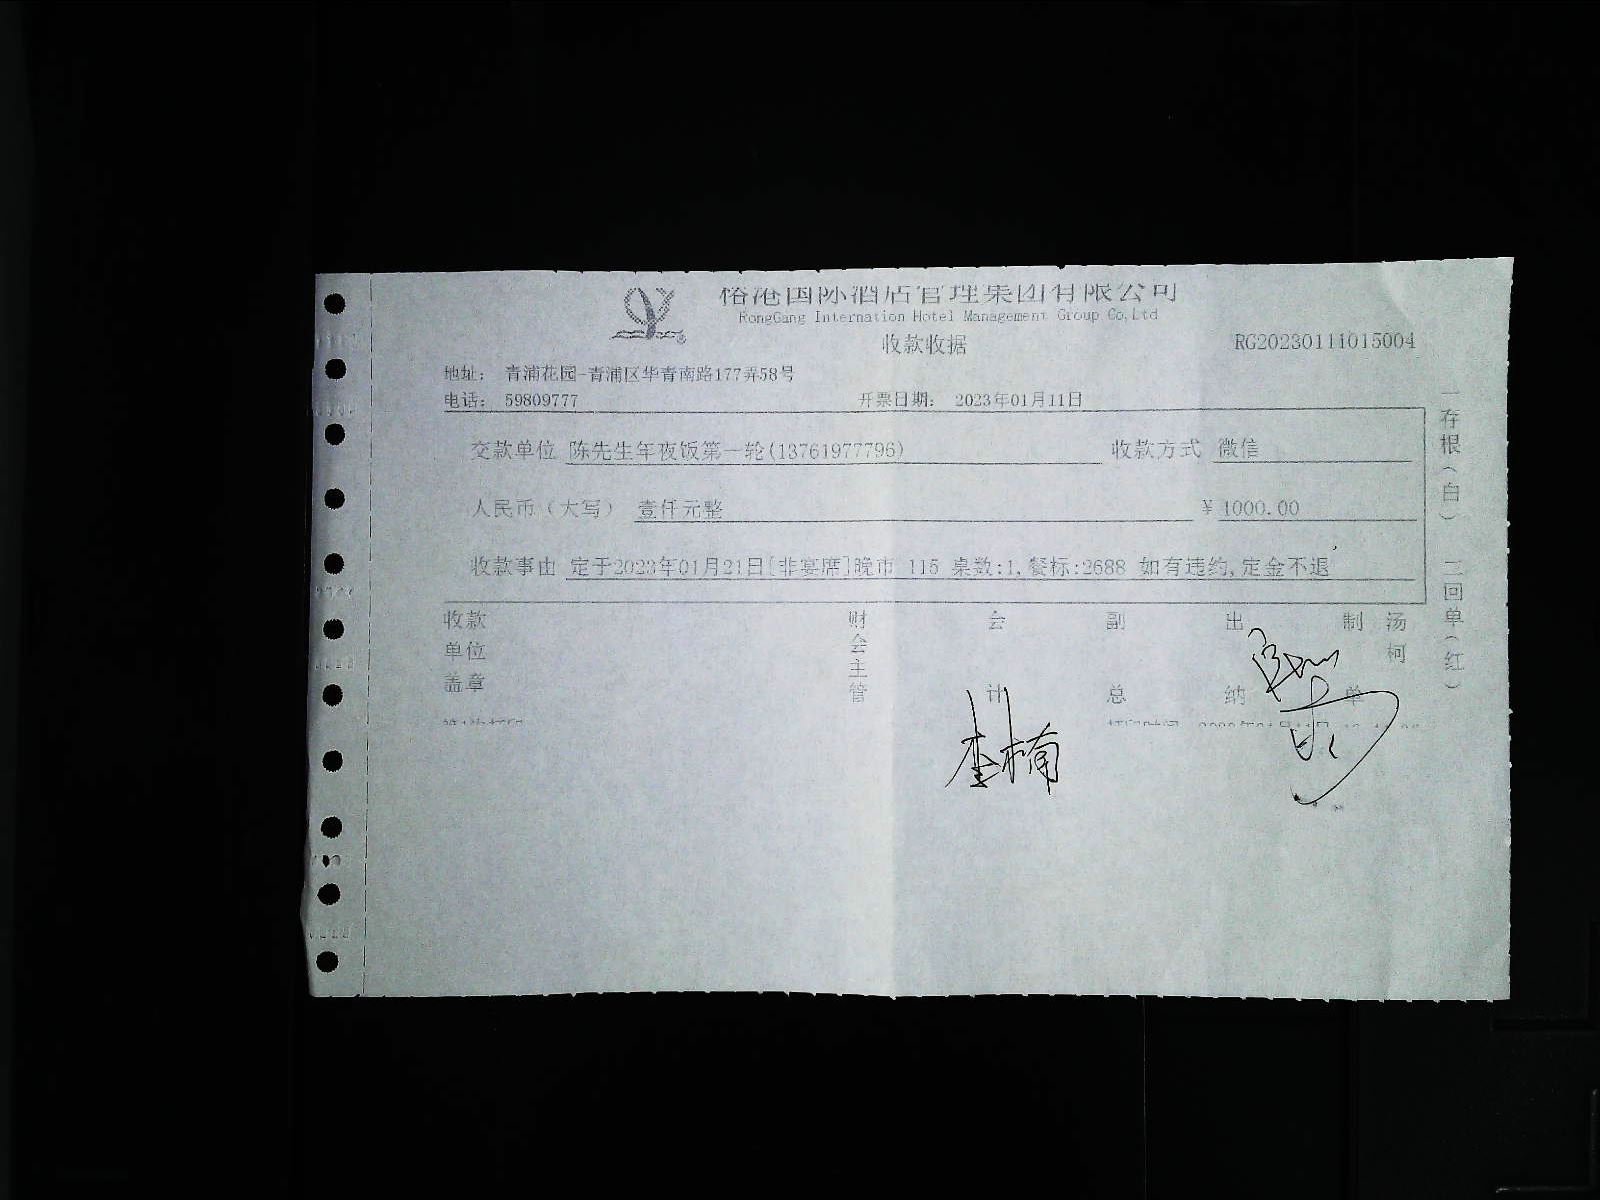 裕港国际酒店管理集团有限公司
RongGang Internation Hotel Management Group Co,Ltd
收款收据
RG20230111015004
地址： 青浦花园-青浦区华青南路177弄58号
电话： 59809777
开票日期： 2023年01月11日
交款单位 陈先生年夜饭第一轮(13761977796)
收款方式 微信
人民币（大写） 壹仟元整
¥ 1000.00
收款事由 定于2023年01月21日[非宴席]晚市 115 桌数:1,餐标:2688 如有违约,定金不退
收款单位盖章
财会主管
会计
副总
出纳
制单
汤柯
李楠
一存根（白） 二回单（红）